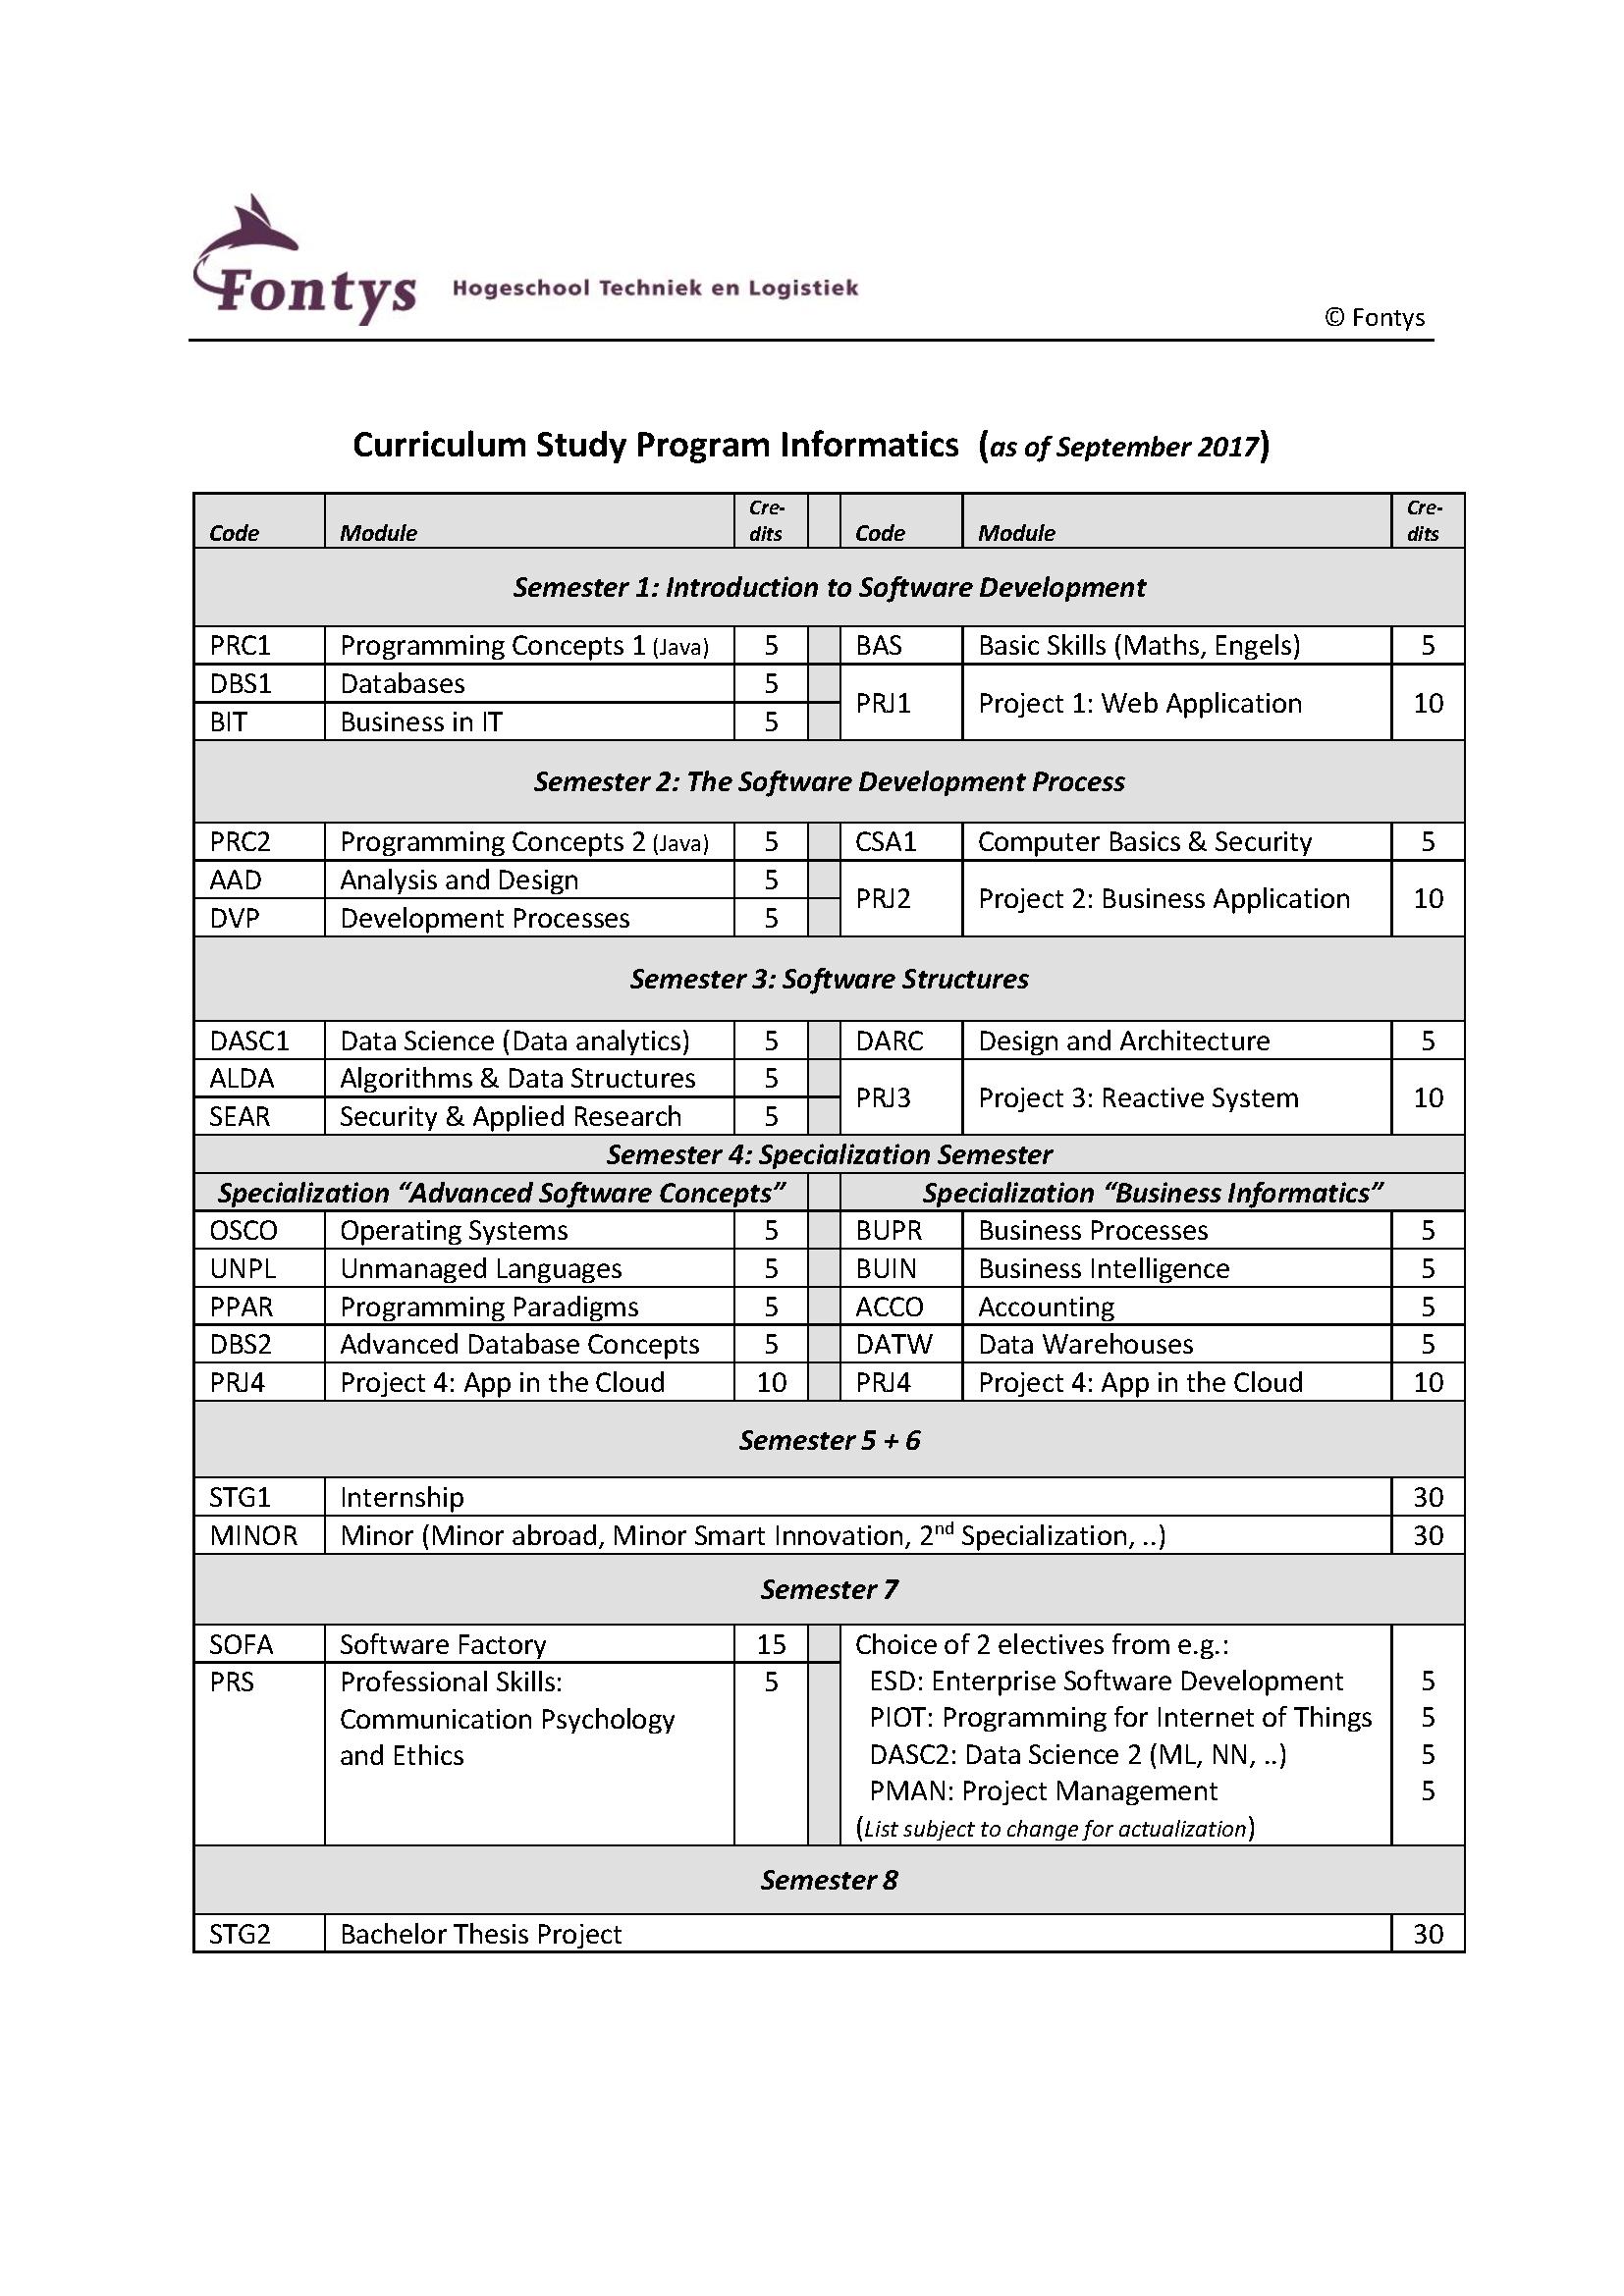 Fontys Hogeschool Techniek en Logistiek
© Fontys
Curriculum Study Program Informatics (as of September 2017)
Code Module Cre-dits Code Module Cre-dits
Semester 1: Introduction to Software Development
PRC1 Programming Concepts 1 (Java) 5 BAS Basic Skills (Maths, Engels) 5
DBS1 Databases 5
PRJ1 Project 1: Web Application 10
BIT Business in IT 5
Semester 2: The Software Development Process
PRC2 Programming Concepts 2 (Java) 5 CSA1 Computer Basics & Security 5
AAD Analysis and Design 5
PRJ2 Project 2: Business Application 10
DVP Development Processes 5
Semester 3: Software Structures
DASC1 Data Science (Data analytics) 5 DARC Design and Architecture 5
ALDA Algorithms & Data Structures 5
PRJ3 Project 3: Reactive System 10
SEAR Security & Applied Research 5
Semester 4: Specialization Semester
Specialization “Advanced Software Concepts” Specialization “Business Informatics”
OSCO Operating Systems 5 BUPR Business Processes 5
UNPL Unmanaged Languages 5 BUIN Business Intelligence 5
PPAR Programming Paradigms 5 ACCO Accounting 5
DBS2 Advanced Database Concepts 5 DATW Data Warehouses 5
PRJ4 Project 4: App in the Cloud 10 PRJ4 Project 4: App in the Cloud 10
Semester 5 + 6
STG1 Internship 30
MINOR Minor (Minor abroad, Minor Smart Innovation, 2nd Specialization, ..) 30
Semester 7
SOFA Software Factory 15 Choice of 2 electives from e.g.:
PRS Professional Skills: 5 ESD: Enterprise Software Development 5
Communication Psychology PIOT: Programming for Internet of Things 5
and Ethics DASC2: Data Science 2 (ML, NN, ..) 5
PMAN: Project Management 5
(List subject to change for actualization)
Semester 8
STG2 Bachelor Thesis Project 30